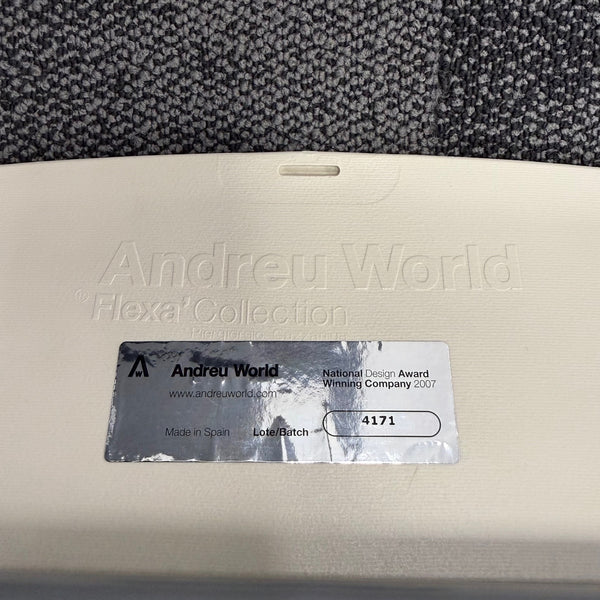 Andreu World
®Flexa' Collection
Andreu World
www.andreuworld.com
National Design Award
Winning Company 2007
Made in Spain
Lote/Batch
4171